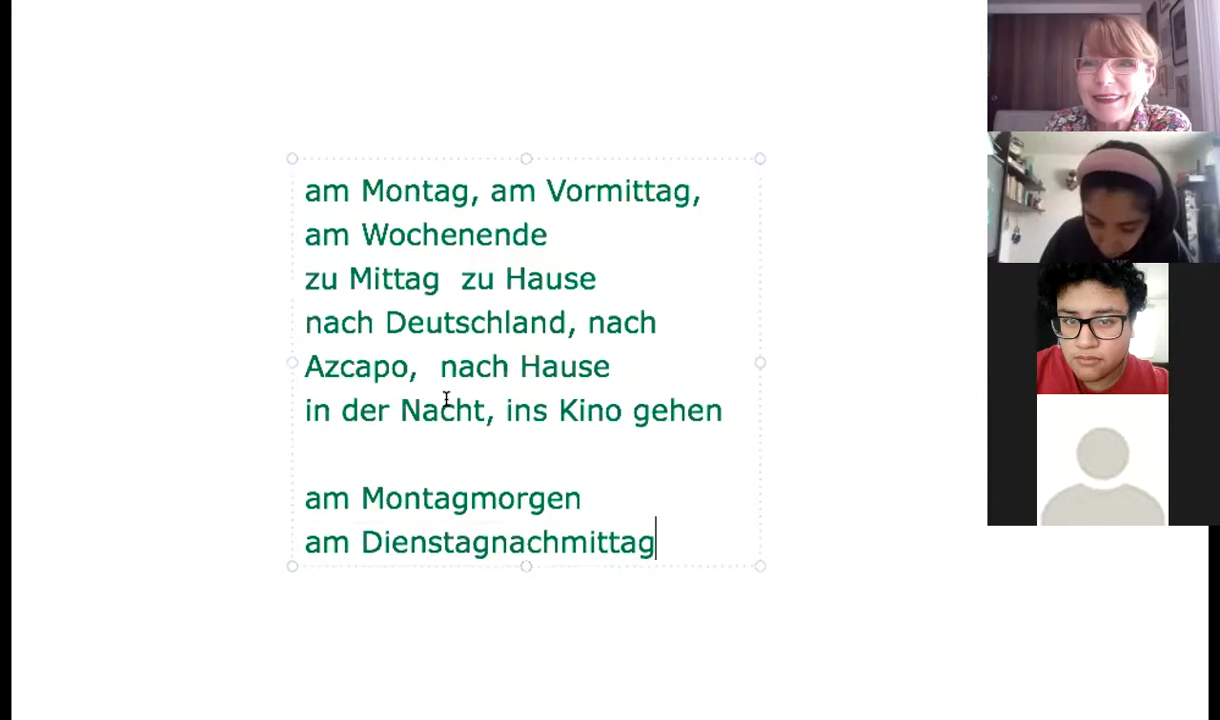 am Montag, am Vormittag,
am Wochenende
zu Mittag  zu Hause
nach Deutschland, nach
Azcapo,  nach Hause
in der Nacht, ins Kino gehen
am Montagmorgen
am Dienstagnachmittag